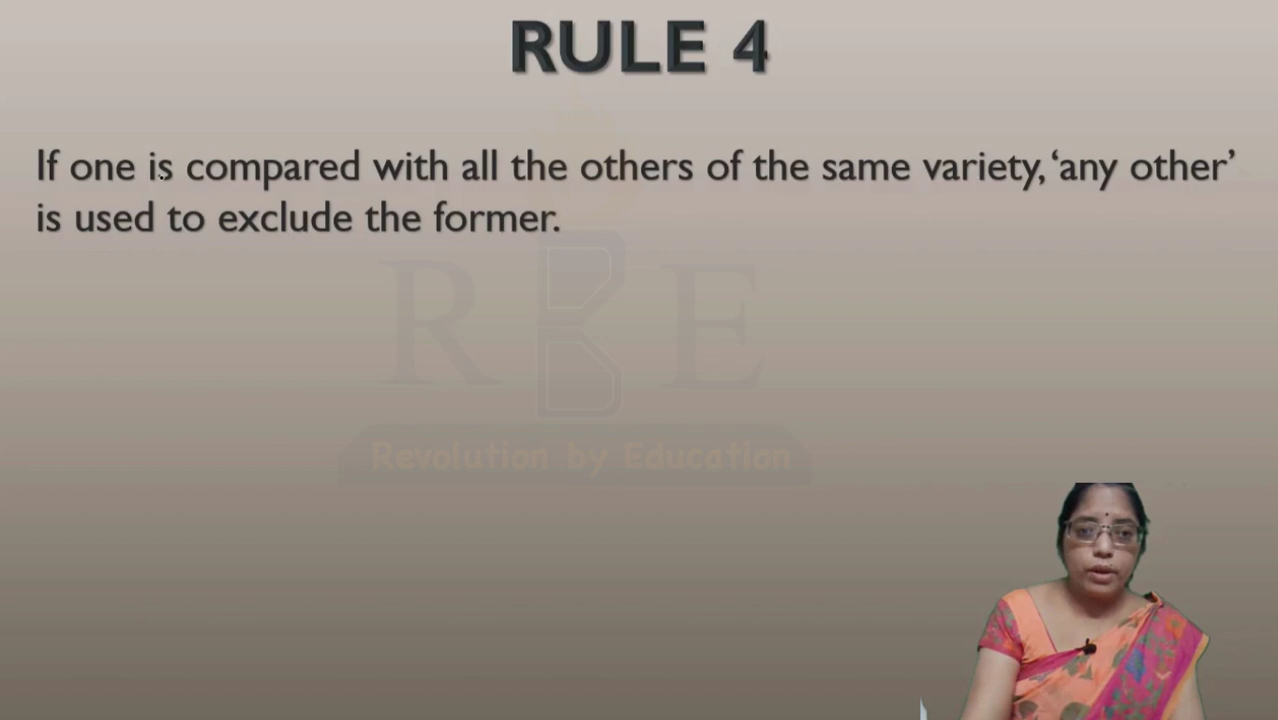 RULE 4
If one is compared with all the others of the same variety, ‘any other’
is used to exclude the former.
R B E
Revolution by Education